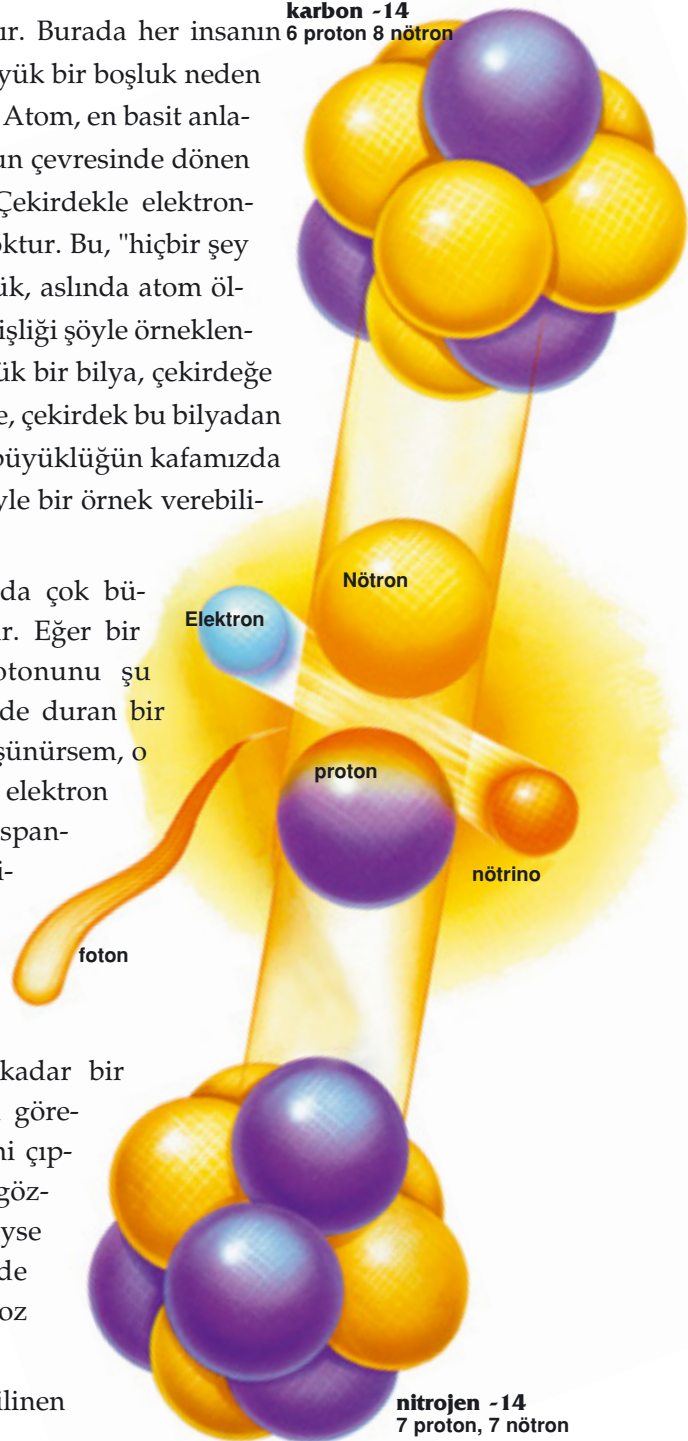 karbon -14
6 proton 8 nötron
ır. Burada her insanın
yük bir boşluk neden
Atom, en basit anla-
un çevresinde dönen
Çekirdekle elektron-
oktur. Bu, "hiçbir şey
ük, aslında atom öl-
işliği şöyle örneklen-
ük bir bilya, çekirdeğe
e, çekirdek bu bilyadan
büyüklüğün kafamızda
yle bir örnek verebili-
Nötron
Elektron
da çok bü-
ır. Eğer bir
otonunu şu
de duran bir
şünürsem, o
elektron
span-
i-
proton
nötrino
foton
kadar bir
göre-
ni çıp-
göz-
yse
de
oz
ilinen
nitrojen -14
7 proton, 7 nötron